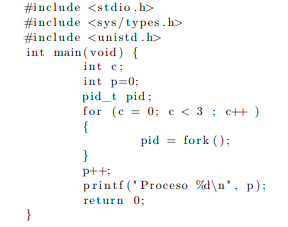 #include <stdio.h>
#include <sys/types.h>
#include <unistd.h>
int main(void) {
int c;
int p=0;
pid_t pid;
for (c = 0; c < 3 ; c++ )
{
pid = fork();
}
p++;
printf("Proceso %d\n", p);
return 0;
}